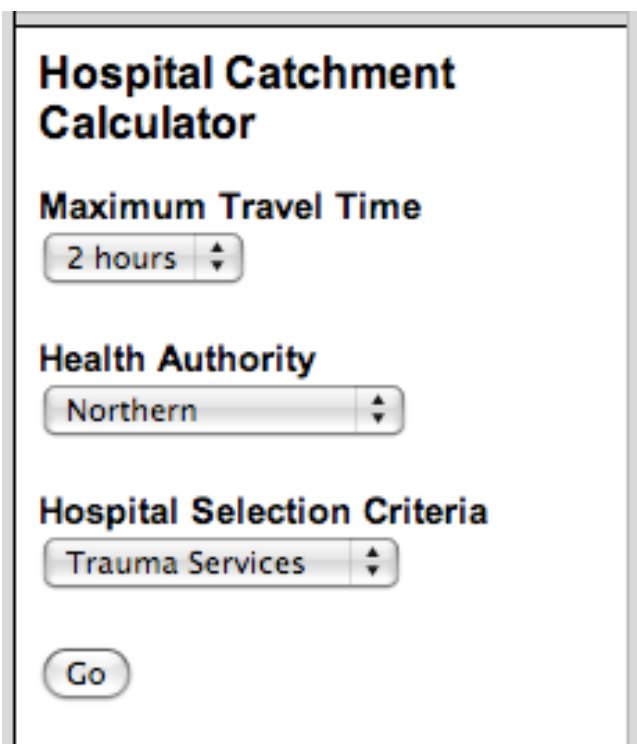 Hospital Catchment
Calculator
Maximum Travel Time
2 hours
Health Authority
Northern
Hospital Selection Criteria
Trauma Services
Go